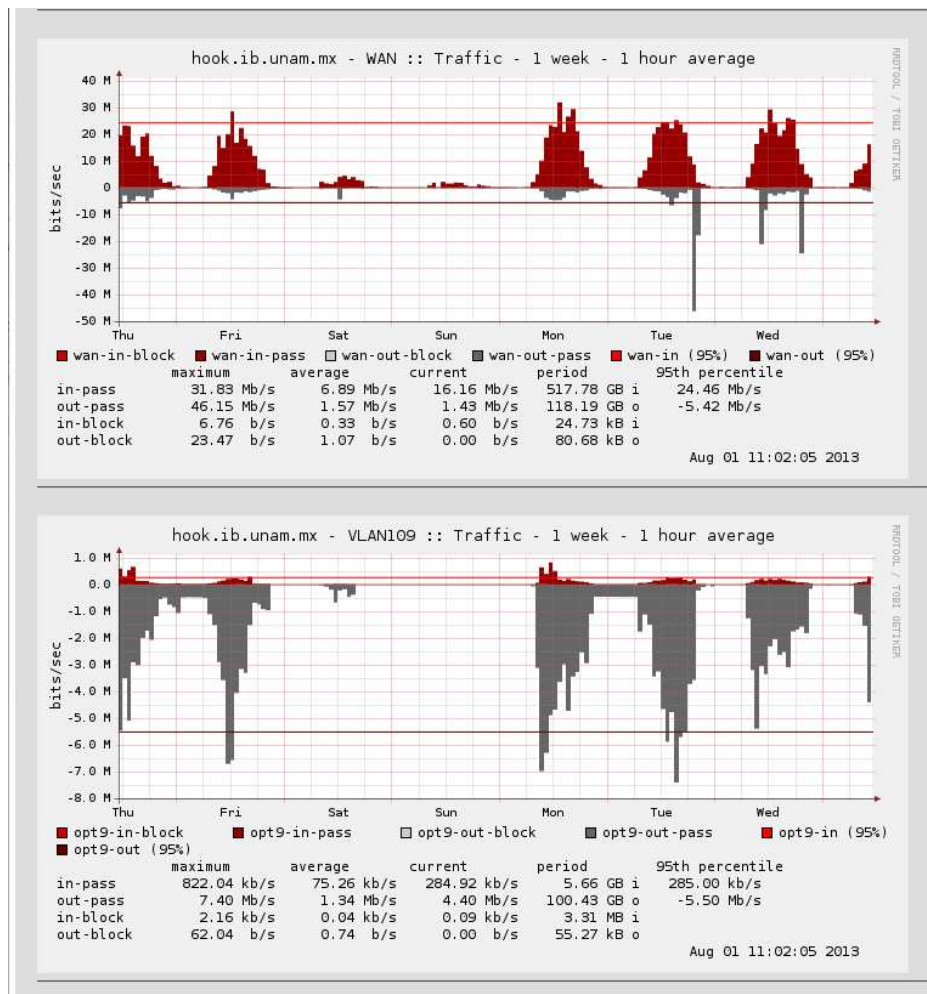 hook.ib.unam.mx - WAN :: Traffic - 1 week - 1 hour average
RRDTOOL / TOBI OETIKER
bits/sec
40 M
30 M
20 M
10 M
0
-10 M
-20 M
-30 M
-40 M
-50 M
Thu Fri Sat Sun Mon Tue Wed
wan-in-block wan-in-pass wan-out-block wan-out-pass wan-in (95%) wan-out (95%)
maximum average current period 95th percentile
in-pass 31.83 Mb/s 6.89 Mb/s 16.16 Mb/s 517.78 GB i 24.46 Mb/s
out-pass 46.15 Mb/s 1.57 Mb/s 1.43 Mb/s 118.19 GB o -5.42 Mb/s
in-block 6.76 b/s 0.33 b/s 0.60 b/s 24.73 kB i
out-block 23.47 b/s 1.07 b/s 0.00 b/s 80.68 kB o
Aug 01 11:02:05 2013
hook.ib.unam.mx - VLAN109 :: Traffic - 1 week - 1 hour average
RRDTOOL / TOBI OETIKER
bits/sec
1.0 M
0.0
-1.0 M
-2.0 M
-3.0 M
-4.0 M
-5.0 M
-6.0 M
-7.0 M
-8.0 M
Thu Fri Sat Sun Mon Tue Wed
opt9-in-block opt9-in-pass opt9-out-block opt9-out-pass opt9-in (95%)
opt9-out (95%)
maximum average current period 95th percentile
in-pass 822.04 kb/s 75.26 kb/s 284.92 kb/s 5.66 GB i 285.00 kb/s
out-pass 7.40 Mb/s 1.34 Mb/s 4.40 Mb/s 100.43 GB o -5.50 Mb/s
in-block 2.16 kb/s 0.04 kb/s 0.09 kb/s 3.31 MB i
out-block 62.04 b/s 0.74 b/s 0.00 b/s 55.27 kB o
Aug 01 11:02:05 2013